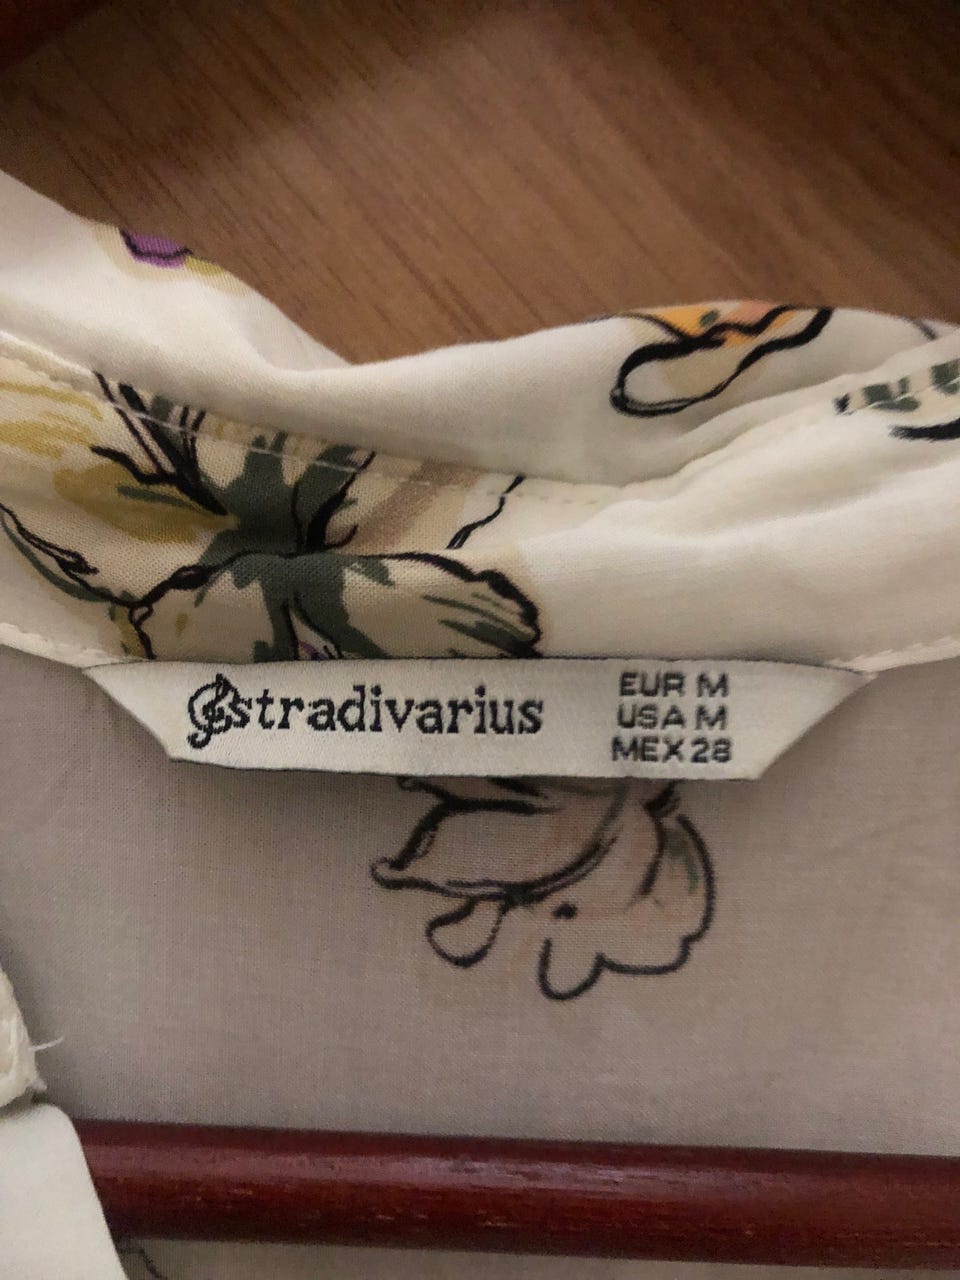 stradivarius
EUR M
USA M
MEX 28